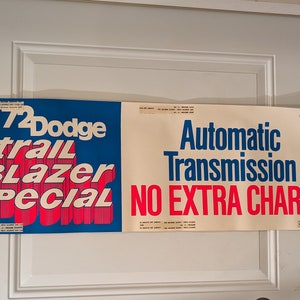 '72 Dodge
trail
blazer
special
Automatic
Transmission
NO EXTRA CHAR